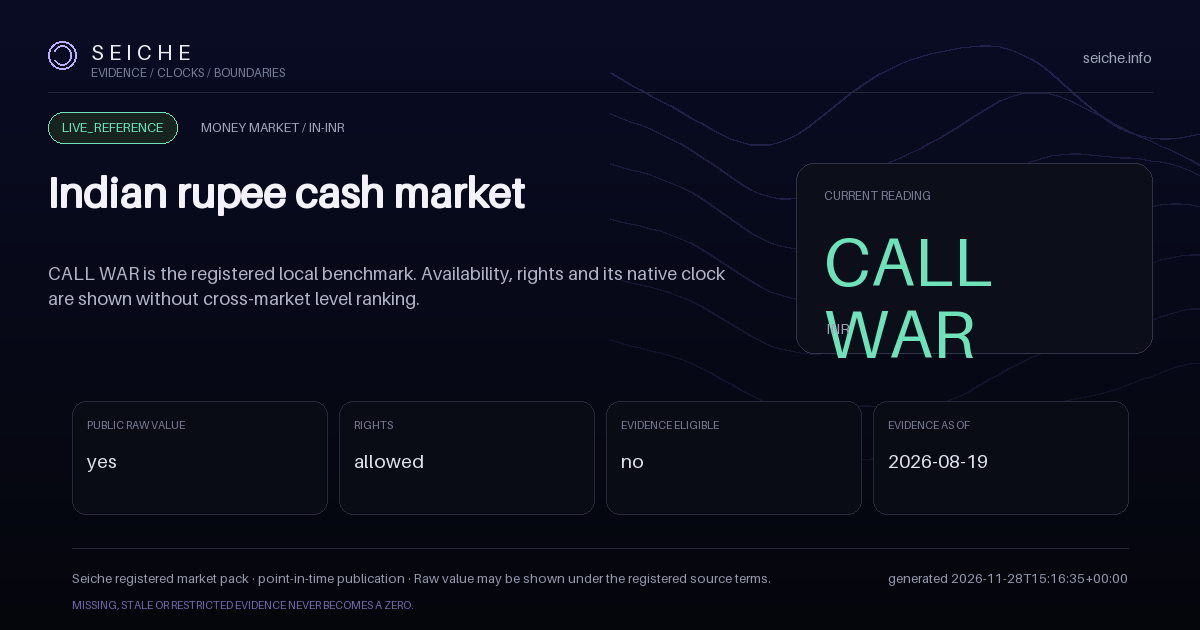 SEICHE
EVIDENCE / CLOCKS / BOUNDARIES
seiche.info
LIVE_REFERENCE
MONEY MARKET / IN-INR
Indian rupee cash market
CALL WAR is the registered local benchmark. Availability, rights and its native clock
are shown without cross-market level ranking.
CURRENT READING
CALL
WAR
INR
PUBLIC RAW VALUE
yes
RIGHTS
allowed
EVIDENCE ELIGIBLE
no
EVIDENCE AS OF
2026-08-19
Seiche registered market pack · point-in-time publication · Raw value may be shown under the registered source terms.
generated 2026-11-28T15:16:35+00:00
MISSING, STALE OR RESTRICTED EVIDENCE NEVER BECOMES A ZERO.